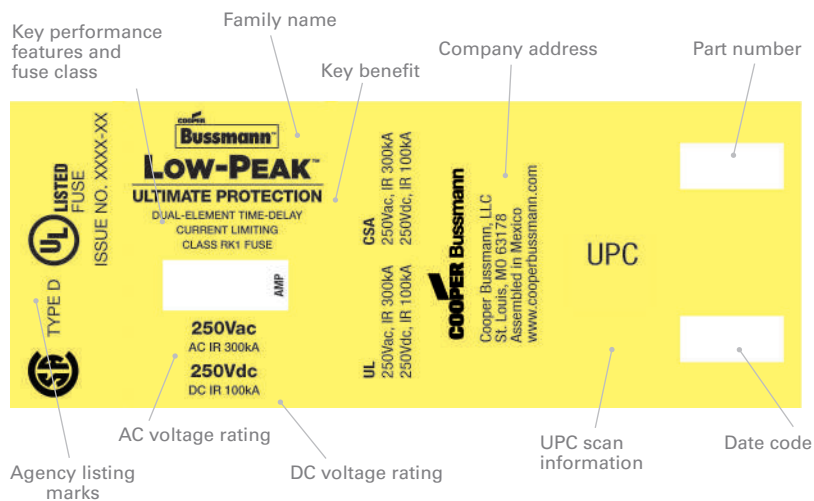 Key performance
features and
fuse class
Family name
Key benefit
Company address
Part number
UL
LISTED
FUSE
ISSUE NO. XXXX-XX
TYPE D
COOPER
Bussmann™
LOW-PEAK™
ULTIMATE PROTECTION
DUAL-ELEMENT TIME-DELAY
CURRENT LIMITING
CLASS RK1 FUSE
AMP
250Vac
AC IR 300kA
250Vdc
DC IR 100kA
CSA
250Vac, IR 300kA
250Vdc, IR 100kA
UL
250Vac, IR 300kA
250Vdc, IR 100kA
COOPER Bussmann
Cooper Bussmann, LLC
St. Louis, MO 63178
Assembled in Mexico
www.cooperbussmann.com
UPC
Agency listing
marks
AC voltage rating
DC voltage rating
UPC scan
information
Date code